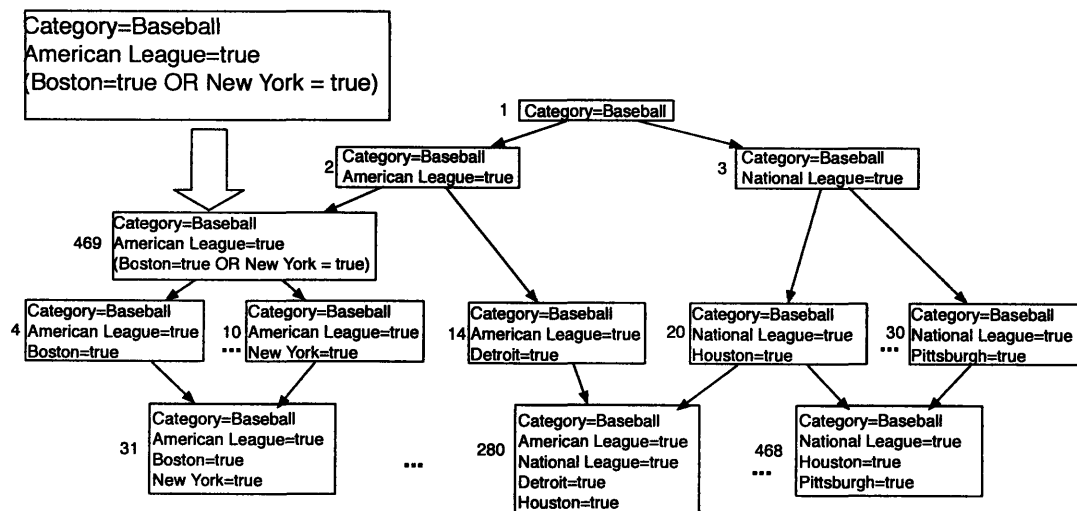 Category=Baseball
American League=true
(Boston=true OR New York = true)
1
Category=Baseball
2
Category=Baseball
American League=true
3
Category=Baseball
National League=true
469
Category=Baseball
American League=true
(Boston=true OR New York = true)
4
Category=Baseball
American League=true
Boston=true
10
...
Category=Baseball
American League=true
New York=true
14
Category=Baseball
American League=true
Detroit=true
20
Category=Baseball
National League=true
Houston=true
30
...
Category=Baseball
National League=true
Pittsburgh=true
31
Category=Baseball
American League=true
Boston=true
New York=true
...
280
Category=Baseball
American League=true
National League=true
Detroit=true
Houston=true
468
...
Category=Baseball
National League=true
Houston=true
Pittsburgh=true